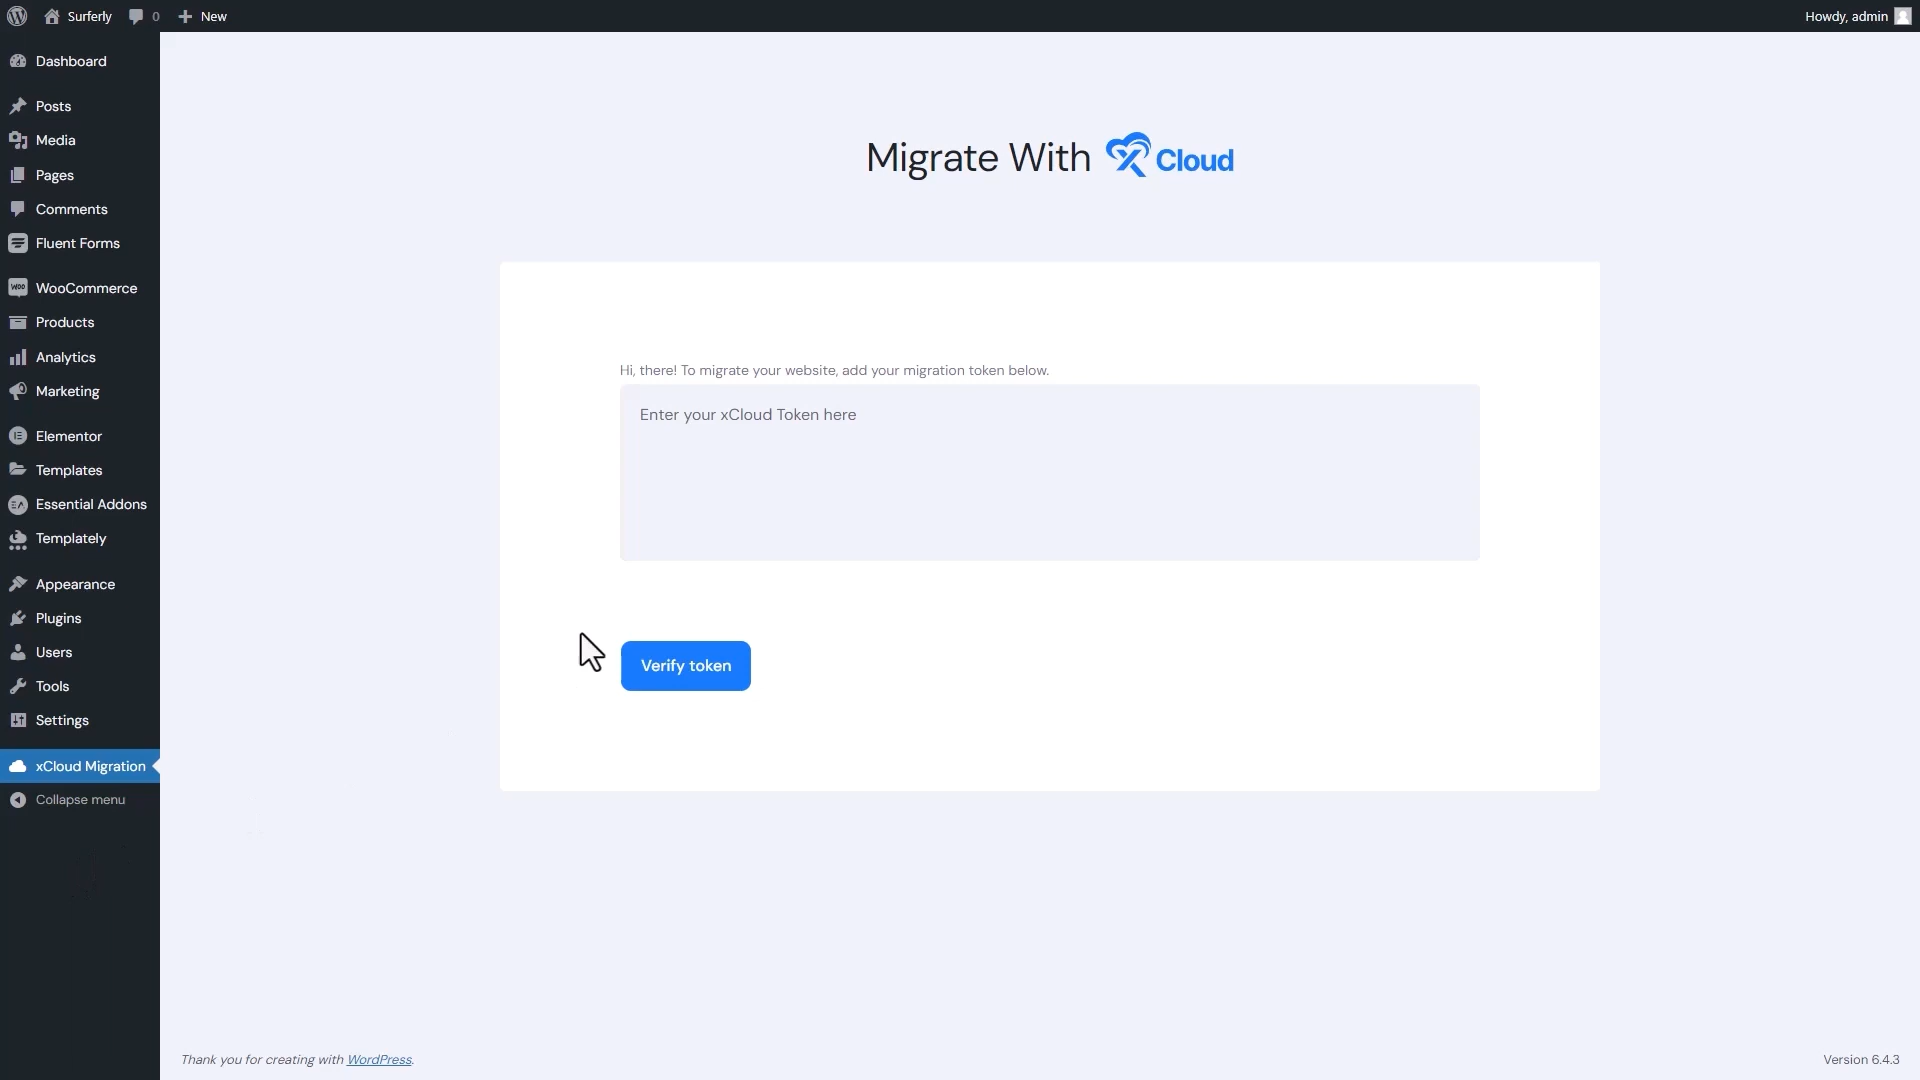 Surferly 0 New Howdy, admin
Dashboard
Posts
Media
Pages
Comments
Fluent Forms
WooCommerce
Products
Analytics
Marketing
Elementor
Templates
Essential Addons
Templately
Appearance
Plugins
Users
Tools
Settings
xCloud Migration
Collapse menu
Migrate With X Cloud
Hi, there! To migrate your website, add your migration token below.
Enter your xCloud Token here
Verify token
Thank you for creating with WordPress.
Version 6.4.3